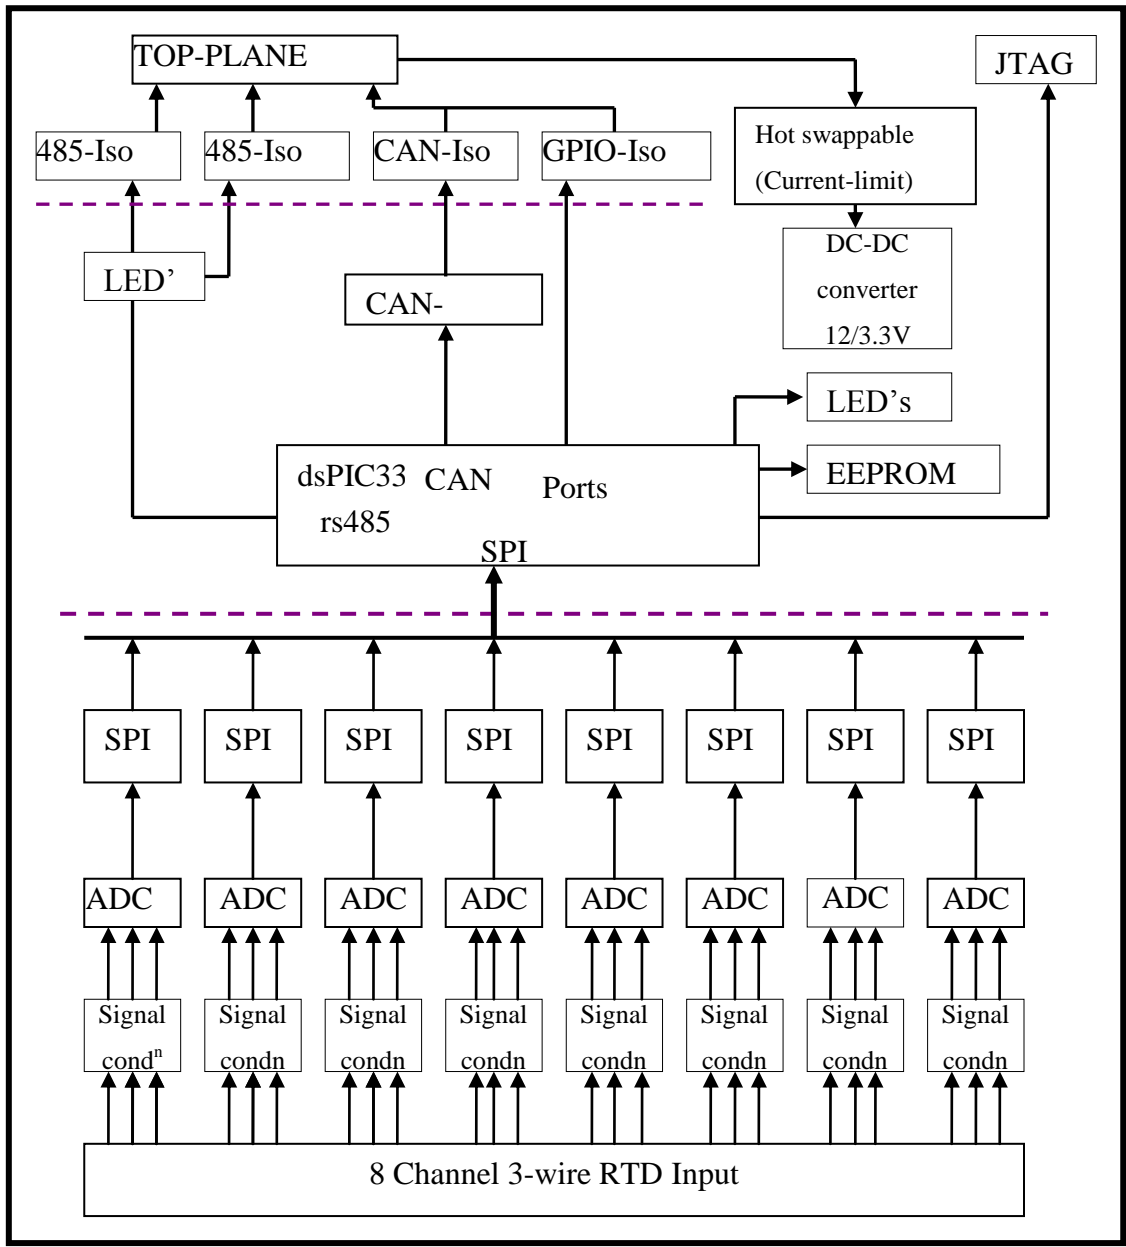 TOP-PLANE
JTAG
485-Iso
485-Iso
CAN-Iso
GPIO-Iso
Hot swappable
(Current-limit)
LED’
CAN-
DC-DC
converter
12/3.3V
LED’s
EEPROM
dsPIC33 CAN Ports
rs485
SPI
SPI SPI SPI SPI SPI SPI SPI SPI
ADC ADC ADC ADC ADC ADC ADC ADC
Signal Signal Signal Signal Signal Signal Signal Signal
condⁿ condn condn condn condn condn condn condn
8 Channel 3-wire RTD Input